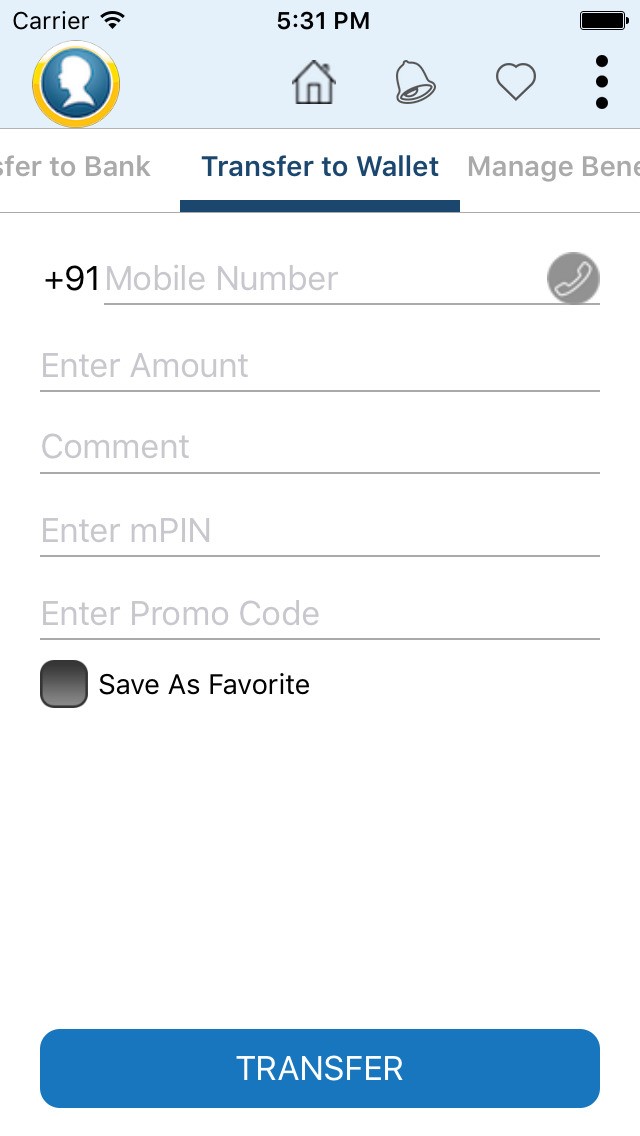 Carrier 5:31 PM
sfer to Bank Transfer to Wallet Manage Bene
+91 Mobile Number
Enter Amount
Comment
Enter mPIN
Enter Promo Code
Save As Favorite
TRANSFER